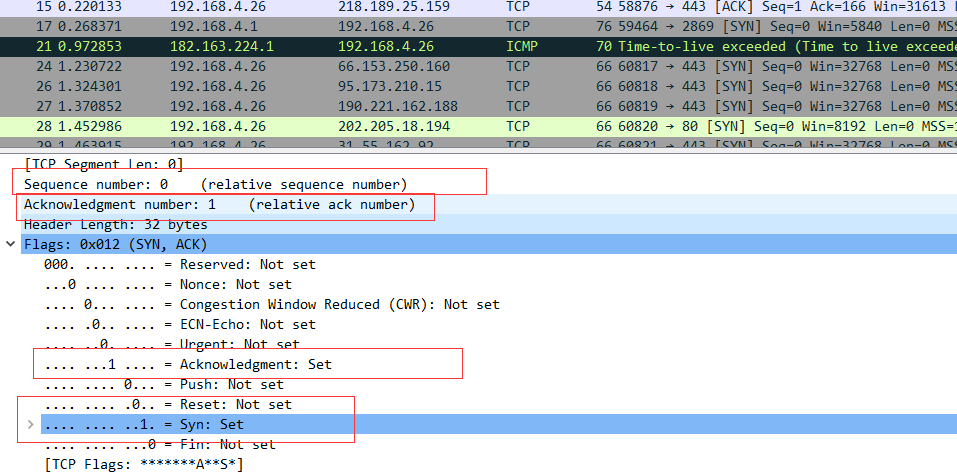 15 0.220133 192.168.4.26 218.189.25.159 TCP 54 58876 → 443 [ACK] Seq=1 Ack=166 Win=31613
17 0.268371 192.168.4.1 192.168.4.26 TCP 76 59464 → 2869 [SYN] Seq=0 Win=5840 Len=0 MS
21 0.972853 182.163.224.1 192.168.4.26 ICMP 70 Time-to-live exceeded (Time to live exceede
24 1.230722 192.168.4.26 66.153.250.160 TCP 66 60817 → 443 [SYN] Seq=0 Win=32768 Len=0 MSS
26 1.324301 192.168.4.26 95.173.210.15 TCP 66 60818 → 443 [SYN] Seq=0 Win=32768 Len=0 MSS
27 1.370852 192.168.4.26 190.221.162.188 TCP 66 60819 → 443 [SYN] Seq=0 Win=32768 Len=0 MSS
28 1.452986 192.168.4.26 202.205.18.194 TCP 66 60820 → 80 [SYN] Seq=0 Win=8192 Len=0 MSS=1
29 1.463915 192.168.4.26 31.55.162.92 TCP 66 60821 → 443 [SYN] Seq=0 Win=32768 Len=0 MSS
[TCP Segment Len: 0]
Sequence number: 0 (relative sequence number)
Acknowledgment number: 1 (relative ack number)
Header Length: 32 bytes
Flags: 0x012 (SYN, ACK)
000. .... .... = Reserved: Not set
...0 .... .... = Nonce: Not set
.... 0... .... = Congestion Window Reduced (CWR): Not set
.... .0.. .... = ECN-Echo: Not set
.... ..0. .... = Urgent: Not set
.... ...1 .... = Acknowledgment: Set
.... .... 0... = Push: Not set
.... .... .0.. = Reset: Not set
.... .... ..1. = Syn: Set
.... .... ...0 = Fin: Not set
[TCP Flags: *******A**S*]